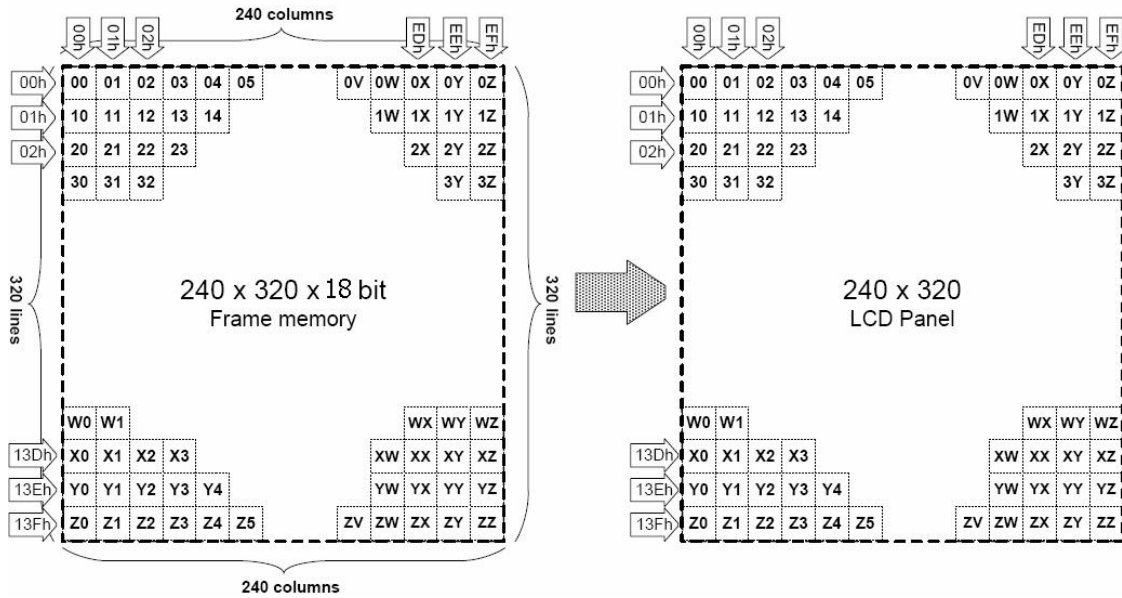 240 columns
00h 01h 02h EDh EEh EFh 00h 01h 02h EDh EEh EFh
00h 00 01 02 03 04 05 0V 0W 0X 0Y 0Z 00h 00 01 02 03 04 05 0V 0W 0X 0Y 0Z
01h 10 11 12 13 14 1W 1X 1Y 1Z 01h 10 11 12 13 14 1W 1X 1Y 1Z
02h 20 21 22 23 2X 2Y 2Z 02h 20 21 22 23 2X 2Y 2Z
30 31 32 3Y 3Z 30 31 32 3Y 3Z
320 lines 240 x 320 x 18 bit 320 lines 240 x 320
Frame memory LCD Panel
W0 W1 WX WY WZ W0 W1 WX WY WZ
13Dh X0 X1 X2 X3 XW XX XY XZ 13Dh X0 X1 X2 X3 XW XX XY XZ
13Eh Y0 Y1 Y2 Y3 Y4 YW YX YY YZ 13Eh Y0 Y1 Y2 Y3 Y4 YW YX YY YZ
13Fh Z0 Z1 Z2 Z3 Z4 Z5 ZV ZW ZX ZY ZZ 13Fh Z0 Z1 Z2 Z3 Z4 Z5 ZV ZW ZX ZY ZZ
240 columns